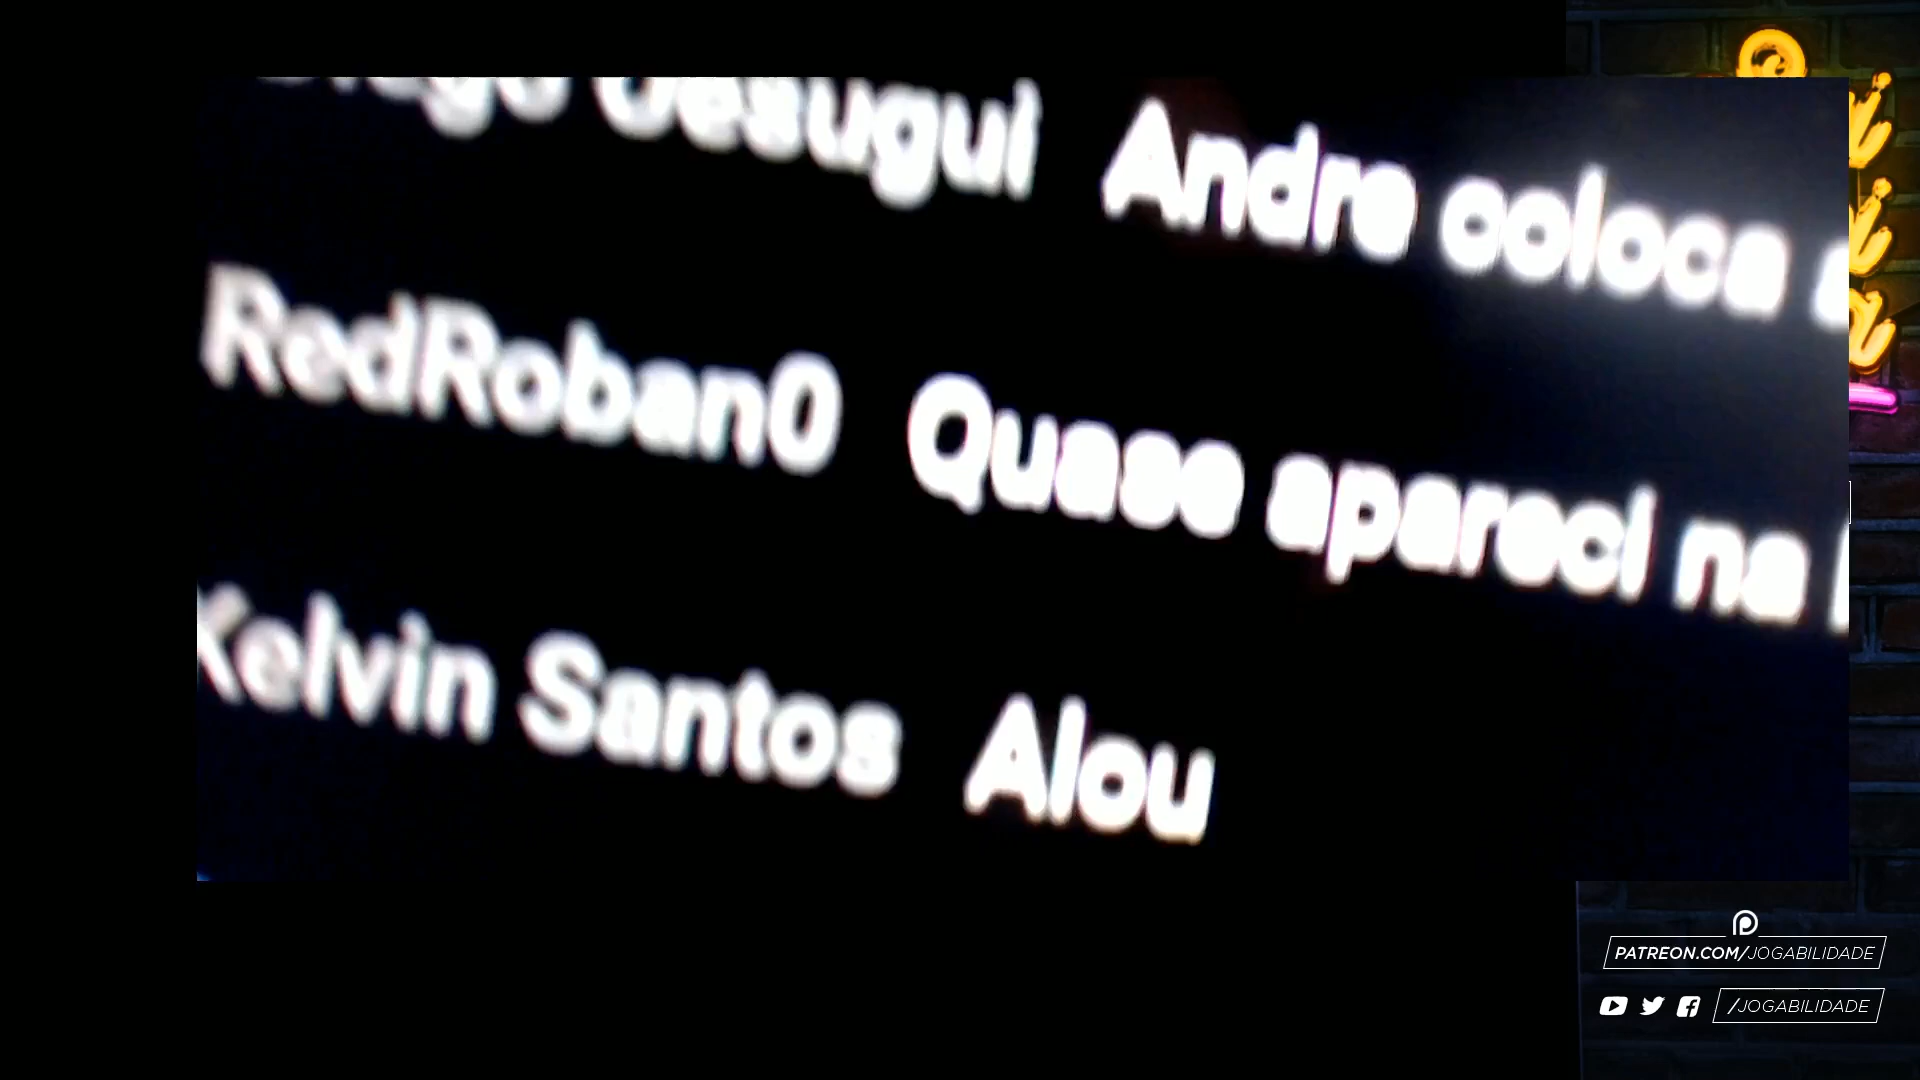 Andre coloca
RedRoban0 Quase apareci na
Kelvin Santos Alou
PATREON.COM/JOGABILIDADE
/JOGABILIDADE